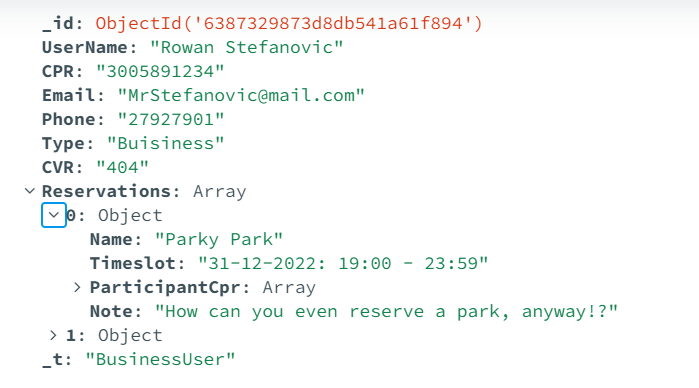 _id: ObjectId('6387329873d8db541a61f894')
UserName: "Rowan Stefanovic"
CPR: "3005891234"
Email: "MrStefanovic@mail.com"
Phone: "27927901"
Type: "Buisiness"
CVR: "404"
Reservations: Array
0: Object
Name: "Parky Park"
Timeslot: "31-12-2022: 19:00 - 23:59"
ParticipantCpr: Array
Note: "How can you even reserve a park, anyway!?"
1: Object
_t: "BusinessUser"